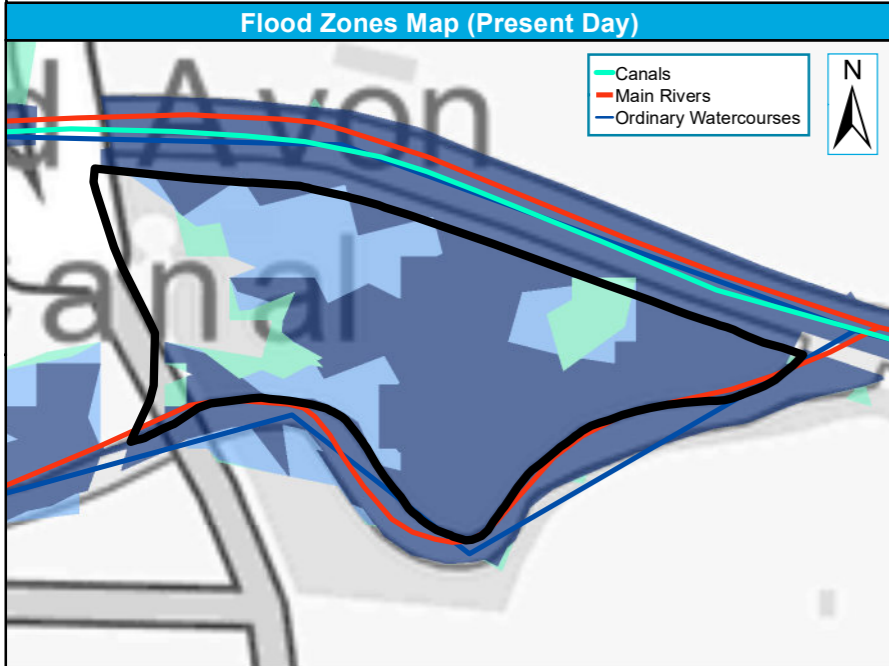 Flood Zones Map (Present Day)
Canals
Main Rivers
Ordinary Watercourses
N
d Avon
Canal